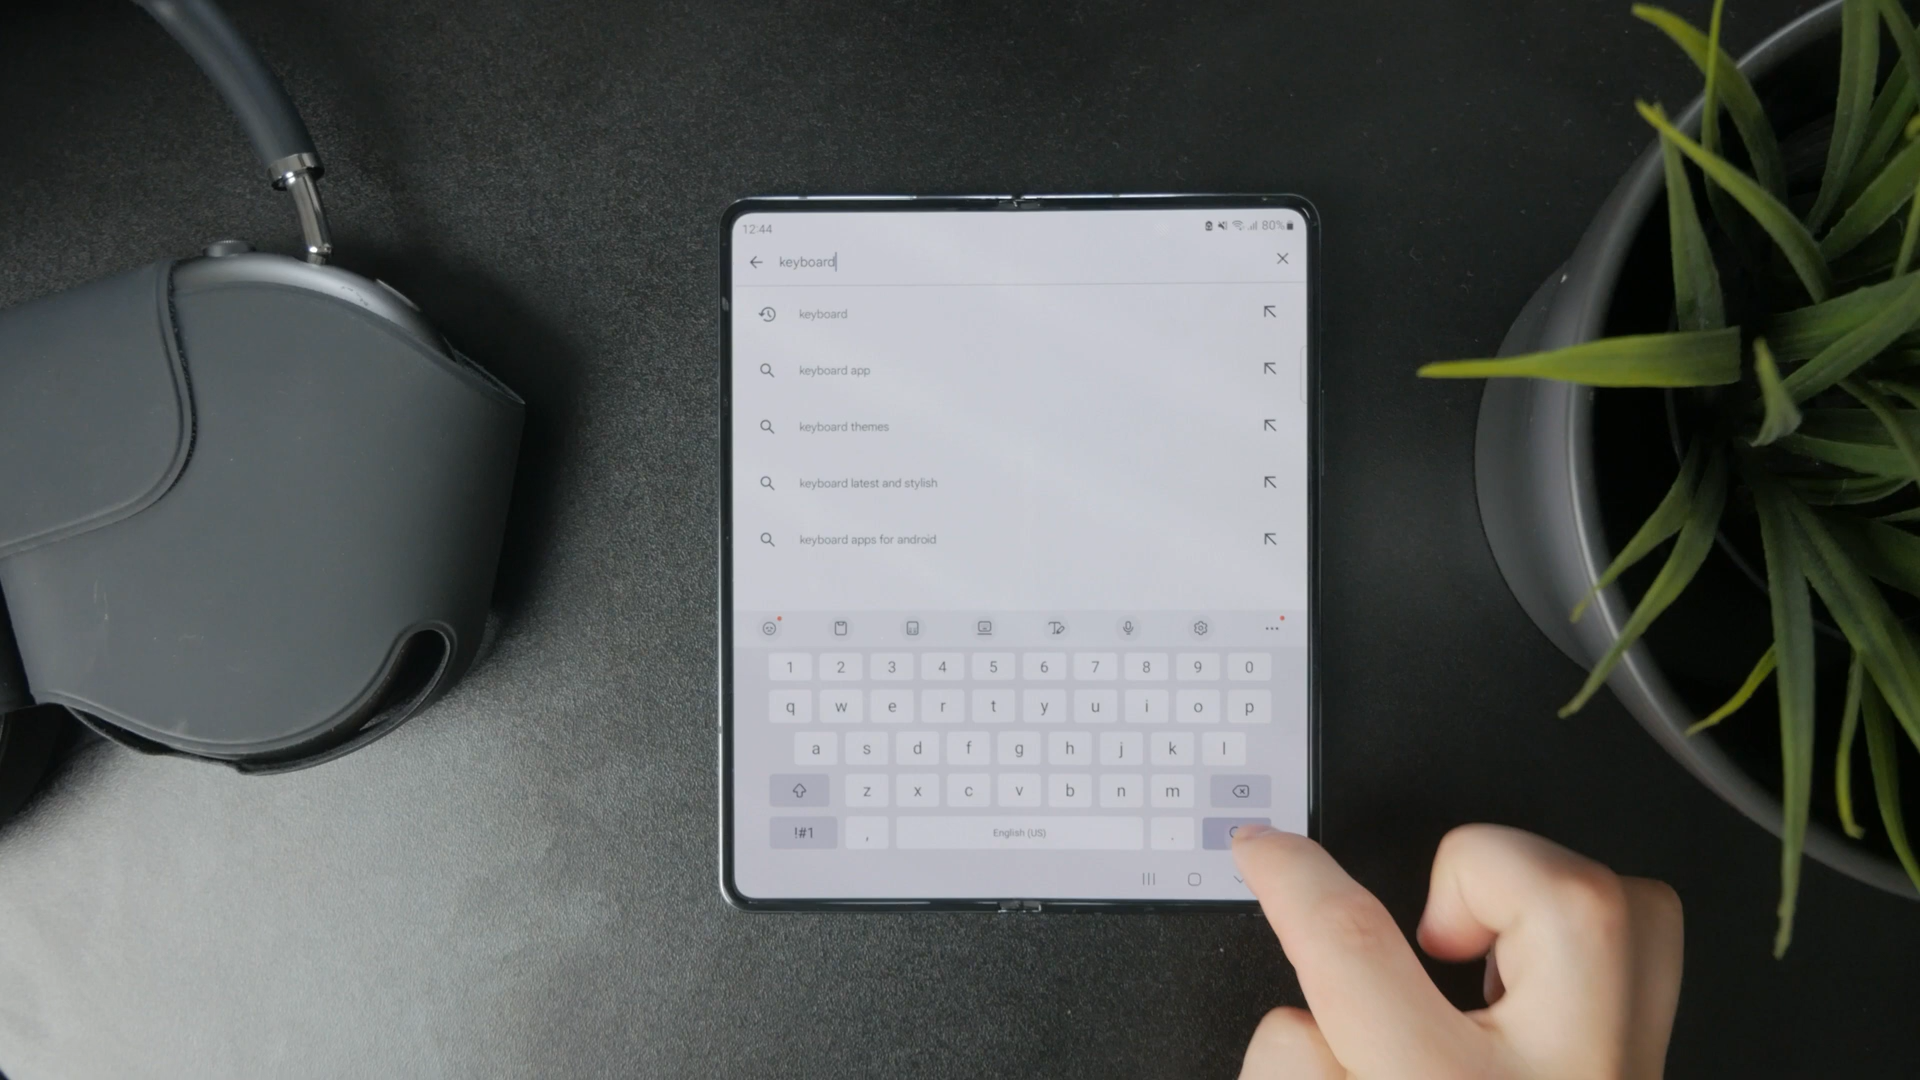 12:44
80%
keyboard
keyboard
keyboard app
keyboard themes
keyboard latest and stylish
keyboard apps for android
1 2 3 4 5 6 7 8 9 0
q w e r t y u i o p
a s d f g h j k l
z x c v b n m
!#1 , English (US) .